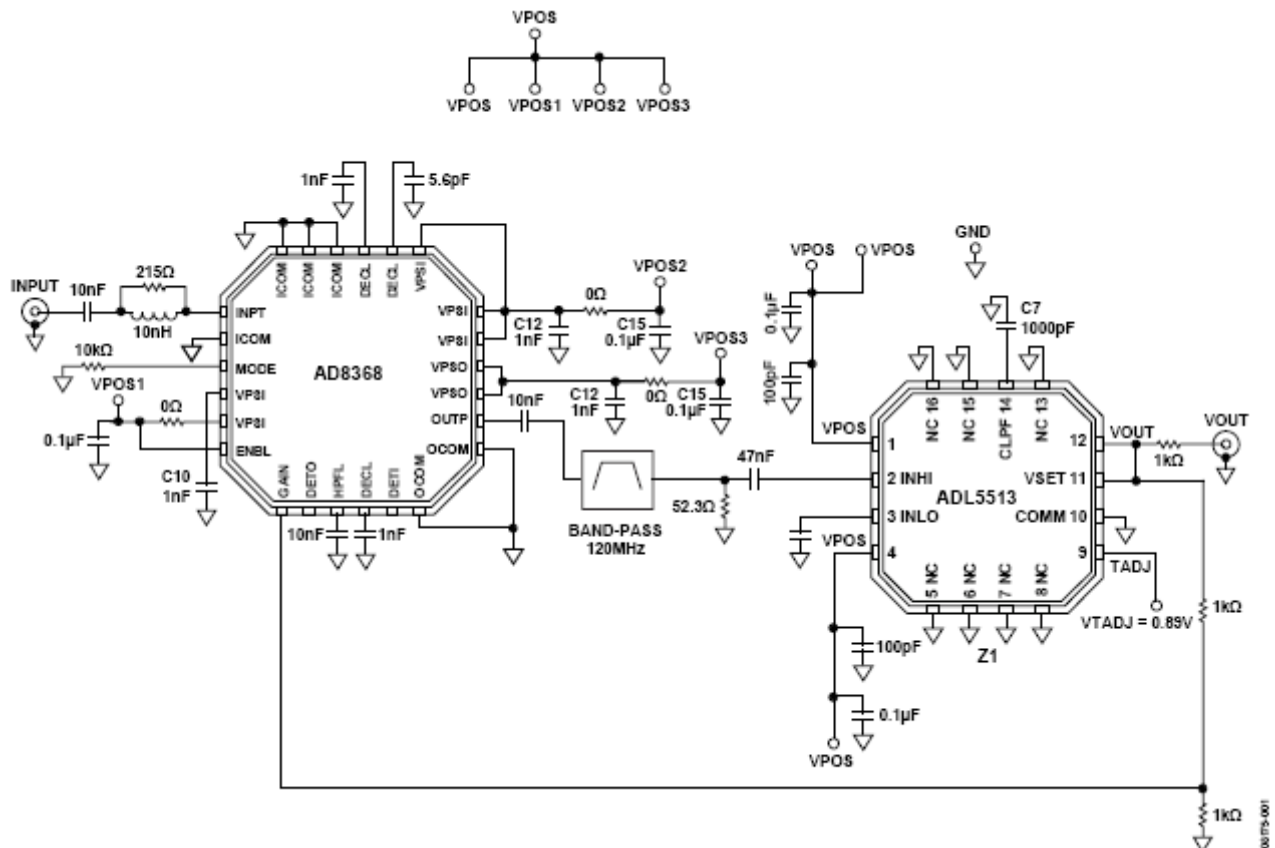 VPOS
VPOS VPOS1 VPOS2 VPOS3
1nF
5.6pF
INPUT
10nF
215Ω
10nH
10kΩ
VPOS1
0Ω
0.1µF
C10
1nF
ICOM
ICOM
ICOM
DECL
DECL
VPSI
INPT
ICOM
MODE
VPSI
VPSI
ENBL
AD8368
VPSI
VPSI
VPSO
VPSO
OUTP
OCOM
GAIN
DETO
HPFL
DECL
DETI
OCOM
10nF
1nF
VPOS2
0Ω
C12
1nF
C15
0.1µF
VPOS3
C12
1nF
0Ω
C15
0.1µF
10nF
BAND-PASS
120MHz
52.3Ω
47nF
VPOS
VPOS
0.1µF
100pF
GND
C7
1000pF
VPOS
1
2 INHI
3 INLO
VPOS
4
NC 16
NC 15
CLPF 14
NC 13
ADL5513
12
VSET 11
COMM 10
9
5 NC
6 NC
7 NC
8 NC
Z1
VOUT
1kΩ
VOUT
TADJ
VTADJ = 0.89V
1kΩ
100pF
0.1µF
VPOS
1kΩ
08175-001